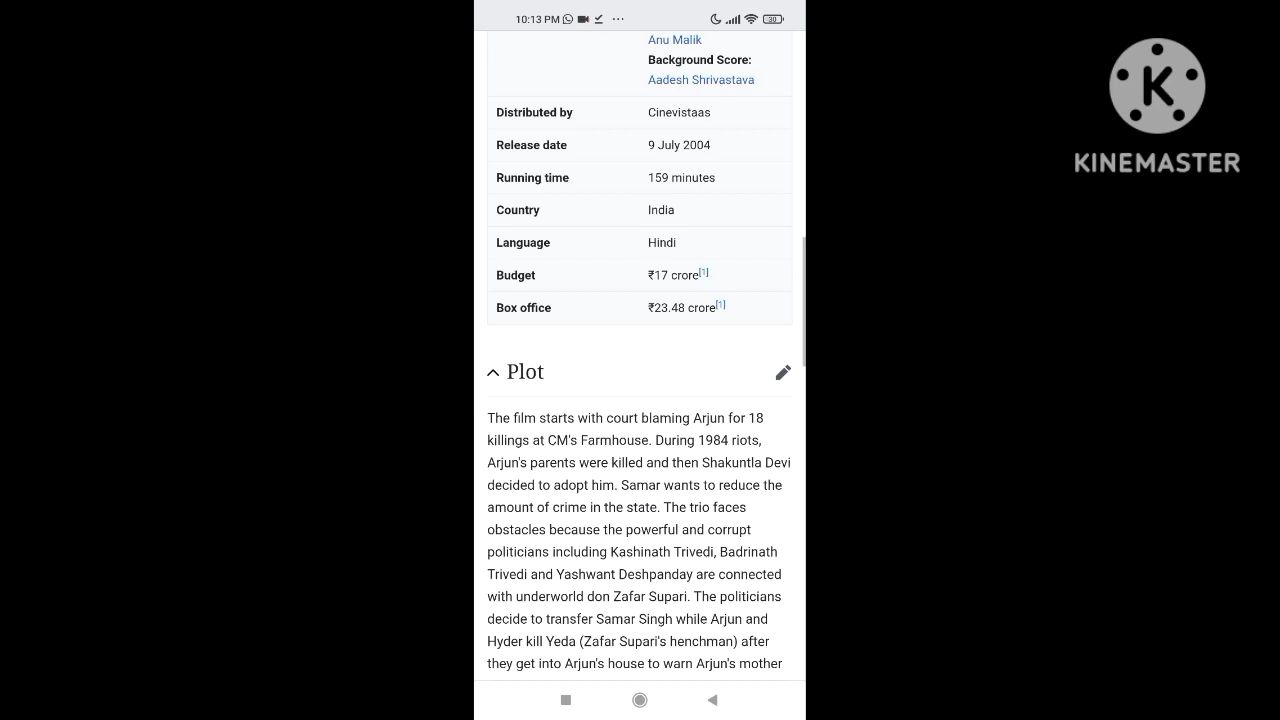 10:13 PM
30
Anu Malik
Background Score:
Aadesh Shrivastava
Distributed by Cinevistaas
Release date 9 July 2004
Running time 159 minutes
Country India
Language Hindi
Budget ₹17 crore[1]
Box office ₹23.48 crore[1]
Plot
The film starts with court blaming Arjun for 18
killings at CM's Farmhouse. During 1984 riots,
Arjun's parents were killed and then Shakuntla Devi
decided to adopt him. Samar wants to reduce the
amount of crime in the state. The trio faces
obstacles because the powerful and corrupt
politicians including Kashinath Trivedi, Badrinath
Trivedi and Yashwant Deshpanday are connected
with underworld don Zafar Supari. The politicians
decide to transfer Samar Singh while Arjun and
Hyder kill Yeda (Zafar Supari's henchman) after
they get into Arjun's house to warn Arjun's mother
K
KINEMASTER